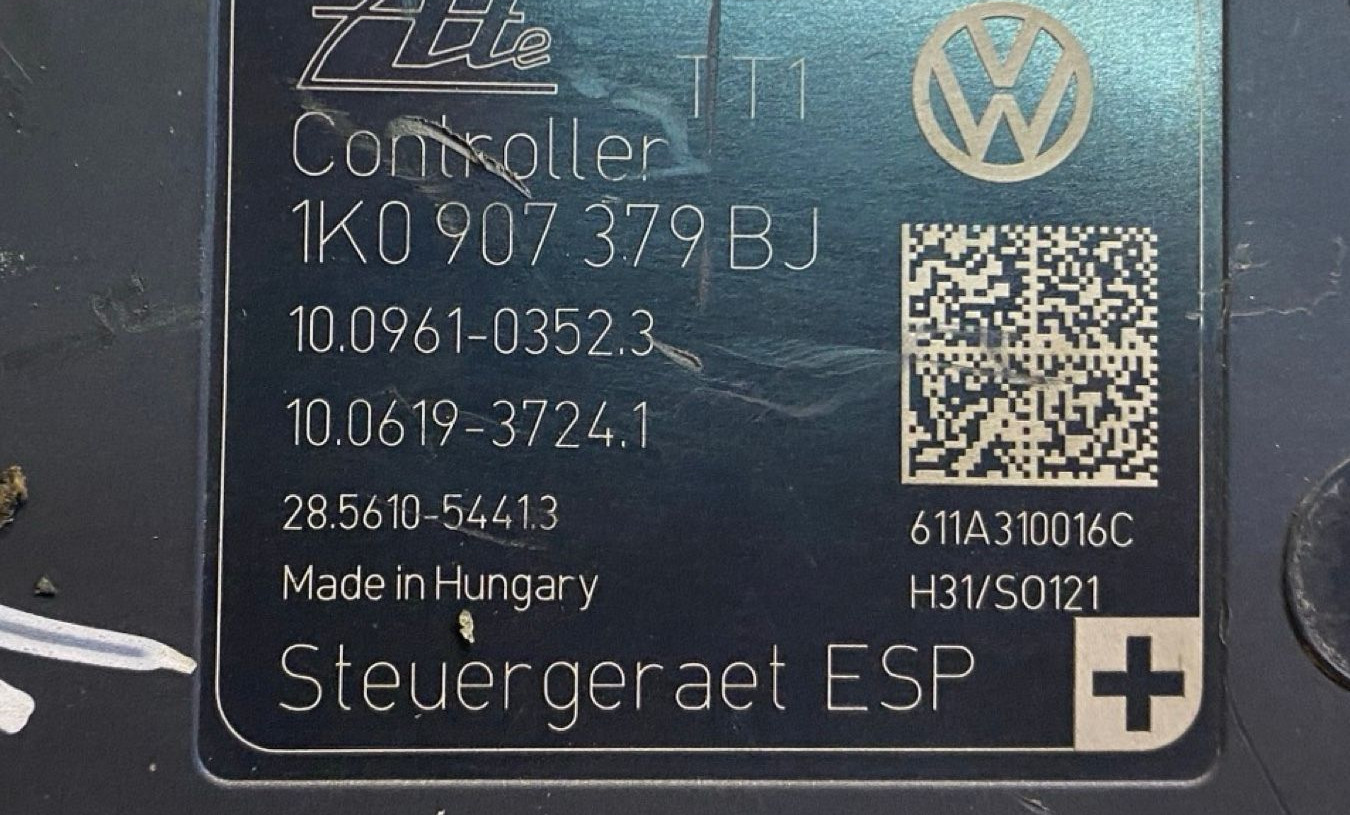 Ate
TT1
Controller
1K0 907 379 BJ
10.0961-0352.3
10.0619-3724.1
28.5610-5441.3
611A310016C
Made in Hungary
H31/SO121
Steuergeraet ESP